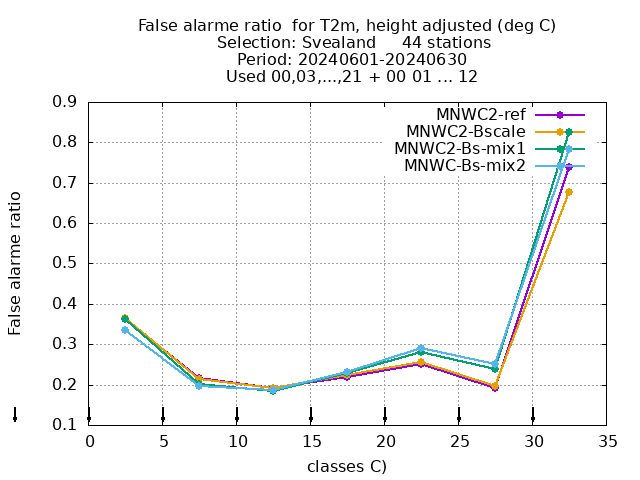 False alarme ratio  for T2m, height adjusted (deg C)
Selection: Svealand     44 stations
Period: 20240601-20240630
Used 00,03,...,21 + 00 01 ... 12
MNWC2-ref
MNWC2-Bscale
MNWC2-Bs-mix1
MNWC-Bs-mix2
False alarme ratio
0.9
0.8
0.7
0.6
0.5
0.4
0.3
0.2
0.1
0 5 10 15 20 25 30 35
classes C)